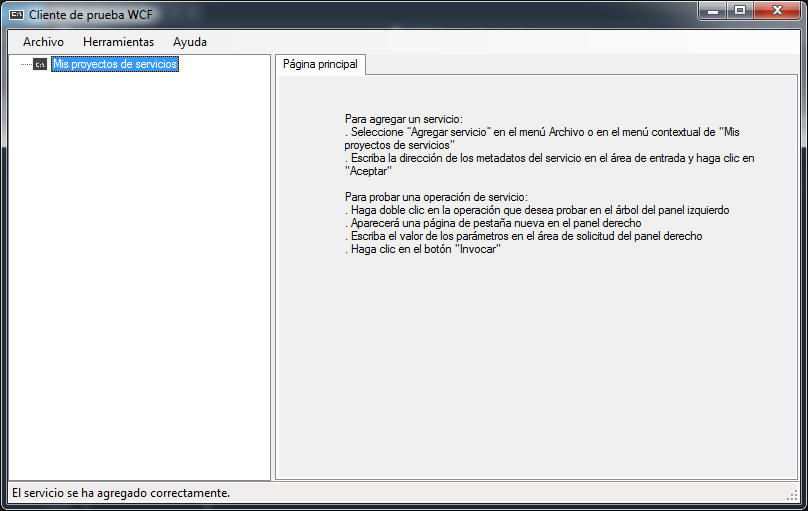 Cliente de prueba WCF
Archivo Herramientas Ayuda
Mis proyectos de servicios
Página principal
Para agregar un servicio:
. Seleccione "Agregar servicio" en el menú Archivo o en el menú contextual de "Mis
proyectos de servicios"
. Escriba la dirección de los metadatos del servicio en el área de entrada y haga clic en
"Aceptar"
Para probar una operación de servicio:
. Haga doble clic en la operación que desea probar en el árbol del panel izquierdo
. Aparecerá una página de pestaña nueva en el panel derecho
. Escriba el valor de los parámetros en el área de solicitud del panel derecho
. Haga clic en el botón "Invocar"
El servicio se ha agregado correctamente.